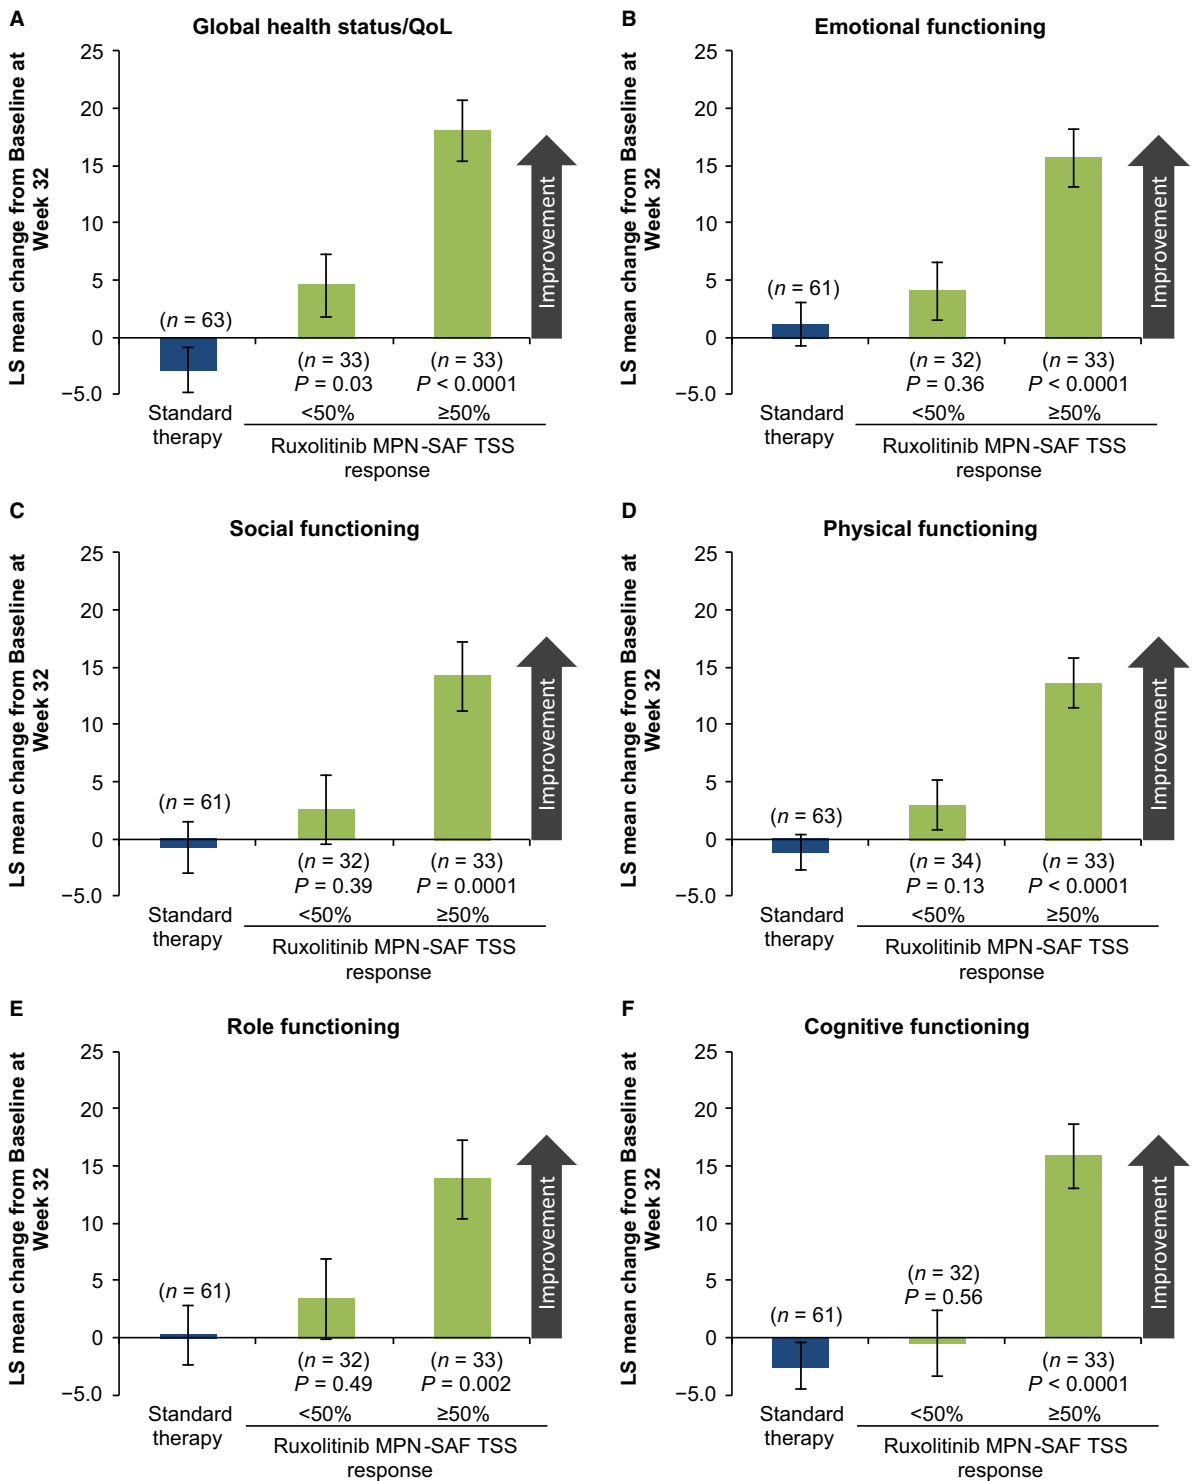 A
Global health status/QoL
LS mean change from Baseline at
Week 32
25
20
15
10
5
0
−5.0
(n = 63)
(n = 33)
P = 0.03
(n = 33)
P < 0.0001
Improvement
Standard
therapy
<50%
≥50%
Ruxolitinib MPN-SAF TSS
response
B
Emotional functioning
LS mean change from Baseline at
Week 32
25
20
15
10
5
0
−5.0
(n = 61)
(n = 32)
P = 0.36
(n = 33)
P < 0.0001
Improvement
Standard
therapy
<50%
≥50%
Ruxolitinib MPN-SAF TSS
response
C
Social functioning
LS mean change from Baseline at
Week 32
25
20
15
10
5
0
−5.0
(n = 61)
(n = 32)
P = 0.39
(n = 33)
P = 0.0001
Improvement
Standard
therapy
<50%
≥50%
Ruxolitinib MPN-SAF TSS
response
D
Physical functioning
LS mean change from Baseline at
Week 32
25
20
15
10
5
0
−5.0
(n = 63)
(n = 34)
P = 0.13
(n = 33)
P < 0.0001
Improvement
Standard
therapy
<50%
≥50%
Ruxolitinib MPN-SAF TSS
response
E
Role functioning
LS mean change from Baseline at
Week 32
25
20
15
10
5
0
−5.0
(n = 61)
(n = 32)
P = 0.49
(n = 33)
P = 0.002
Improvement
Standard
therapy
<50%
≥50%
Ruxolitinib MPN-SAF TSS
response
F
Cognitive functioning
LS mean change from Baseline at
Week 32
25
20
15
10
5
0
−5.0
(n = 61)
(n = 32)
P = 0.56
(n = 33)
P < 0.0001
Improvement
Standard
therapy
<50%
≥50%
Ruxolitinib MPN-SAF TSS
response